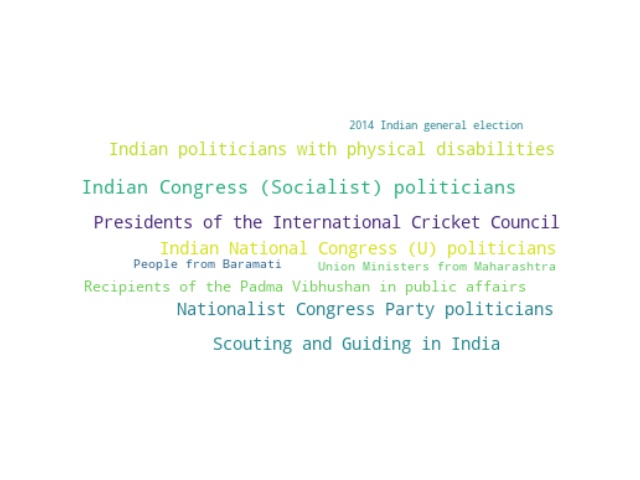 2014 Indian general election
Indian politicians with physical disabilities
Indian Congress (Socialist) politicians
Presidents of the International Cricket Council
Indian National Congress (U) politicians
People from Baramati
Union Ministers from Maharashtra
Recipients of the Padma Vibhushan in public affairs
Nationalist Congress Party politicians
Scouting and Guiding in India